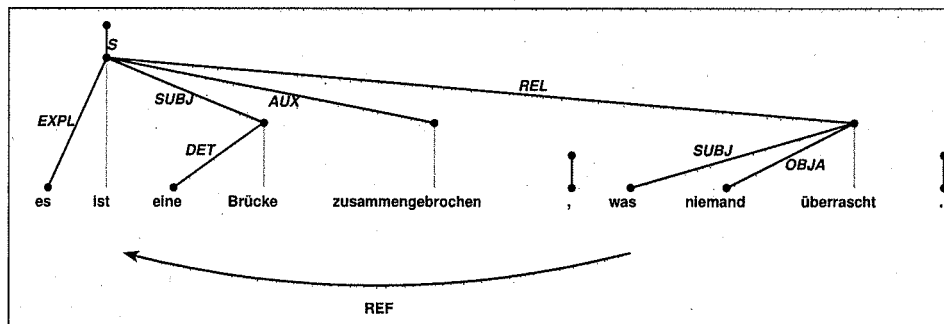 S
REL
SUBJ AUX
EXPL
DET SUBJ OBJA
es ist eine Brücke zusammengebrochen , was niemand überrascht .
REF